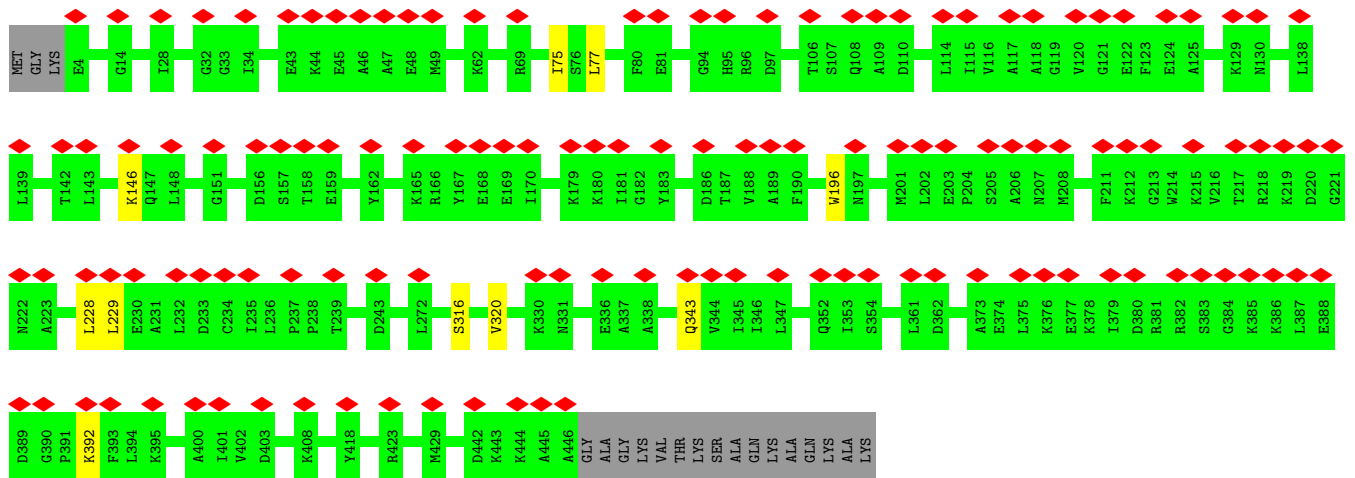 MET GLY LYS E4 G14 I28 G32 G33 I34 E43 K44 E45 A46 A47 E48 M49 K62 R69 I75 S76 L77 F80 E81 G94 H95 R96 D97 T106 S107 Q108 A109 D110 L114 I115 V116 A117 A118 G119 V120 G121 E122 F123 E124 A125 K129 N130 L138
L139 T142 L143 K146 Q147 L148 G151 D156 S157 T158 E159 Y162 K165 R166 Y167 E168 E169 I170 K179 K180 I181 G182 Y183 D186 T187 V188 A189 F190 W196 N197 M201 L202 E203 P204 S205 A206 N207 M208 F211 K212 G213 W214 K215 V216 T217 R218 K219 D220 G221
N222 A223 L228 L229 E230 A231 L232 D233 C234 I235 L236 P237 P238 T239 D243 L272 S316 V320 K330 N331 E336 A337 A338 Q343 V344 I345 I346 L347 Q352 I353 S354 L361 D362 A373 E374 L375 K376 E377 K378 I379 D380 R381 R382 S383 G384 K385 K386 L387 E388
D389 G390 P391 K392 F393 L394 K395 A400 I401 V402 D403 K408 Y418 R423 M429 D442 K443 K444 A445 A446 GLY ALA GLY LYS VAL THR LYS SER ALA GLN LYS ALA GLN LYS ALA LYS